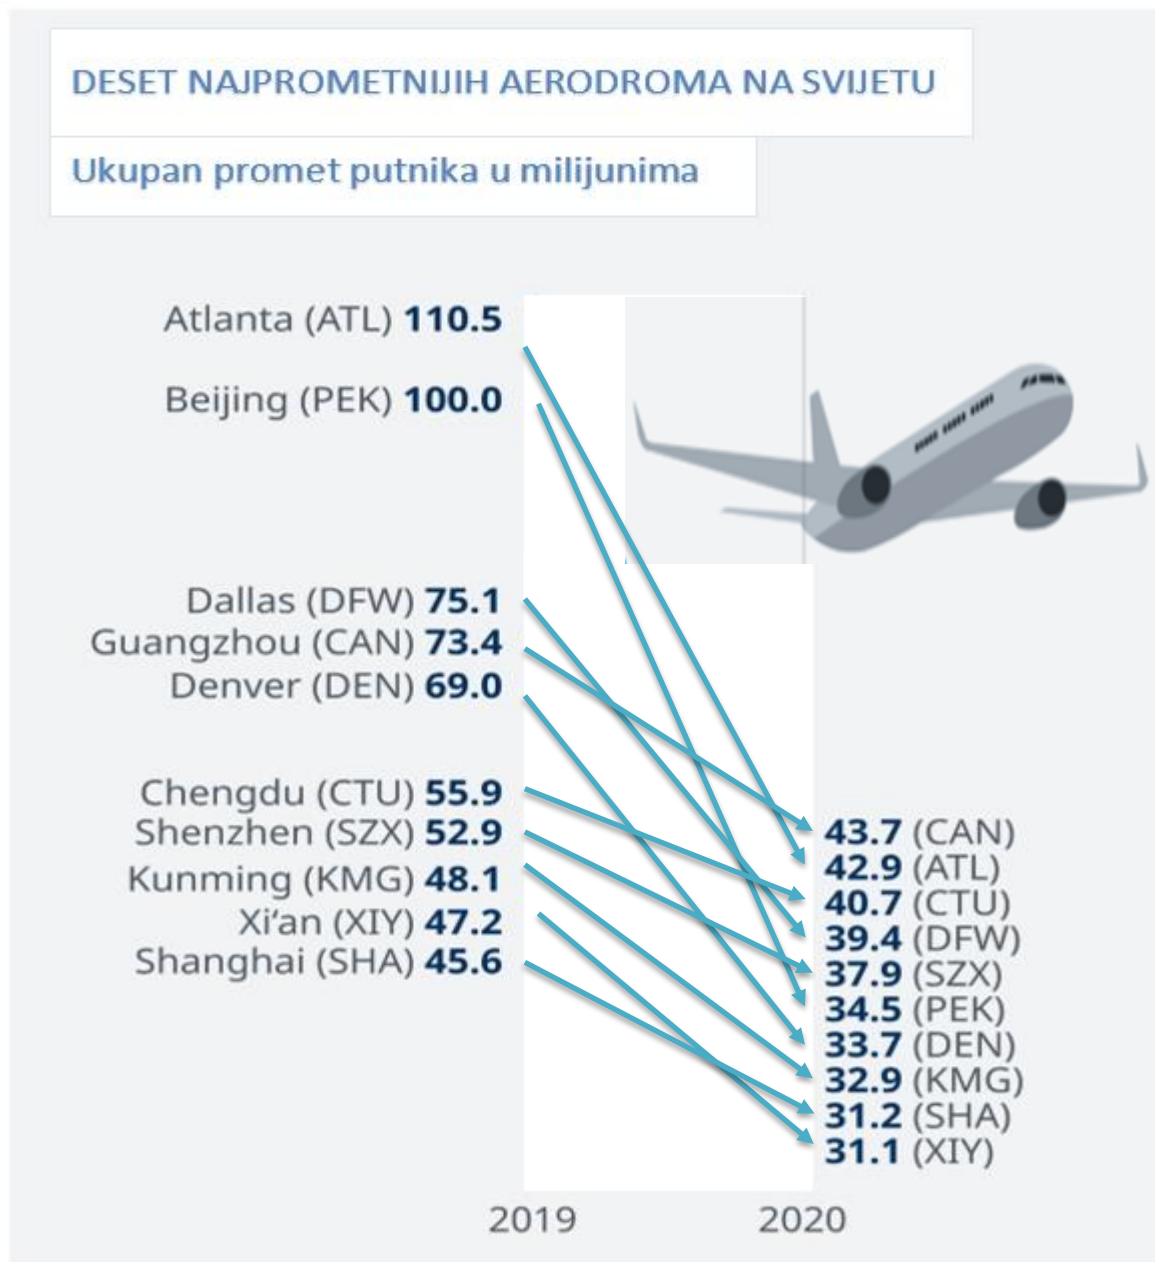 DESET NAJPROMETNIJIH AERODROMA NA SVIJETU
Ukupan promet putnika u milijunima
Atlanta (ATL) 110.5
Beijing (PEK) 100.0
Dallas (DFW) 75.1
Guangzhou (CAN) 73.4
Denver (DEN) 69.0
Chengdu (CTU) 55.9
Shenzhen (SZX) 52.9
Kunming (KMG) 48.1
Xi‘an (XIY) 47.2
Shanghai (SHA) 45.6
43.7 (CAN)
42.9 (ATL)
40.7 (CTU)
39.4 (DFW)
37.9 (SZX)
34.5 (PEK)
33.7 (DEN)
32.9 (KMG)
31.2 (SHA)
31.1 (XIY)
2019 2020